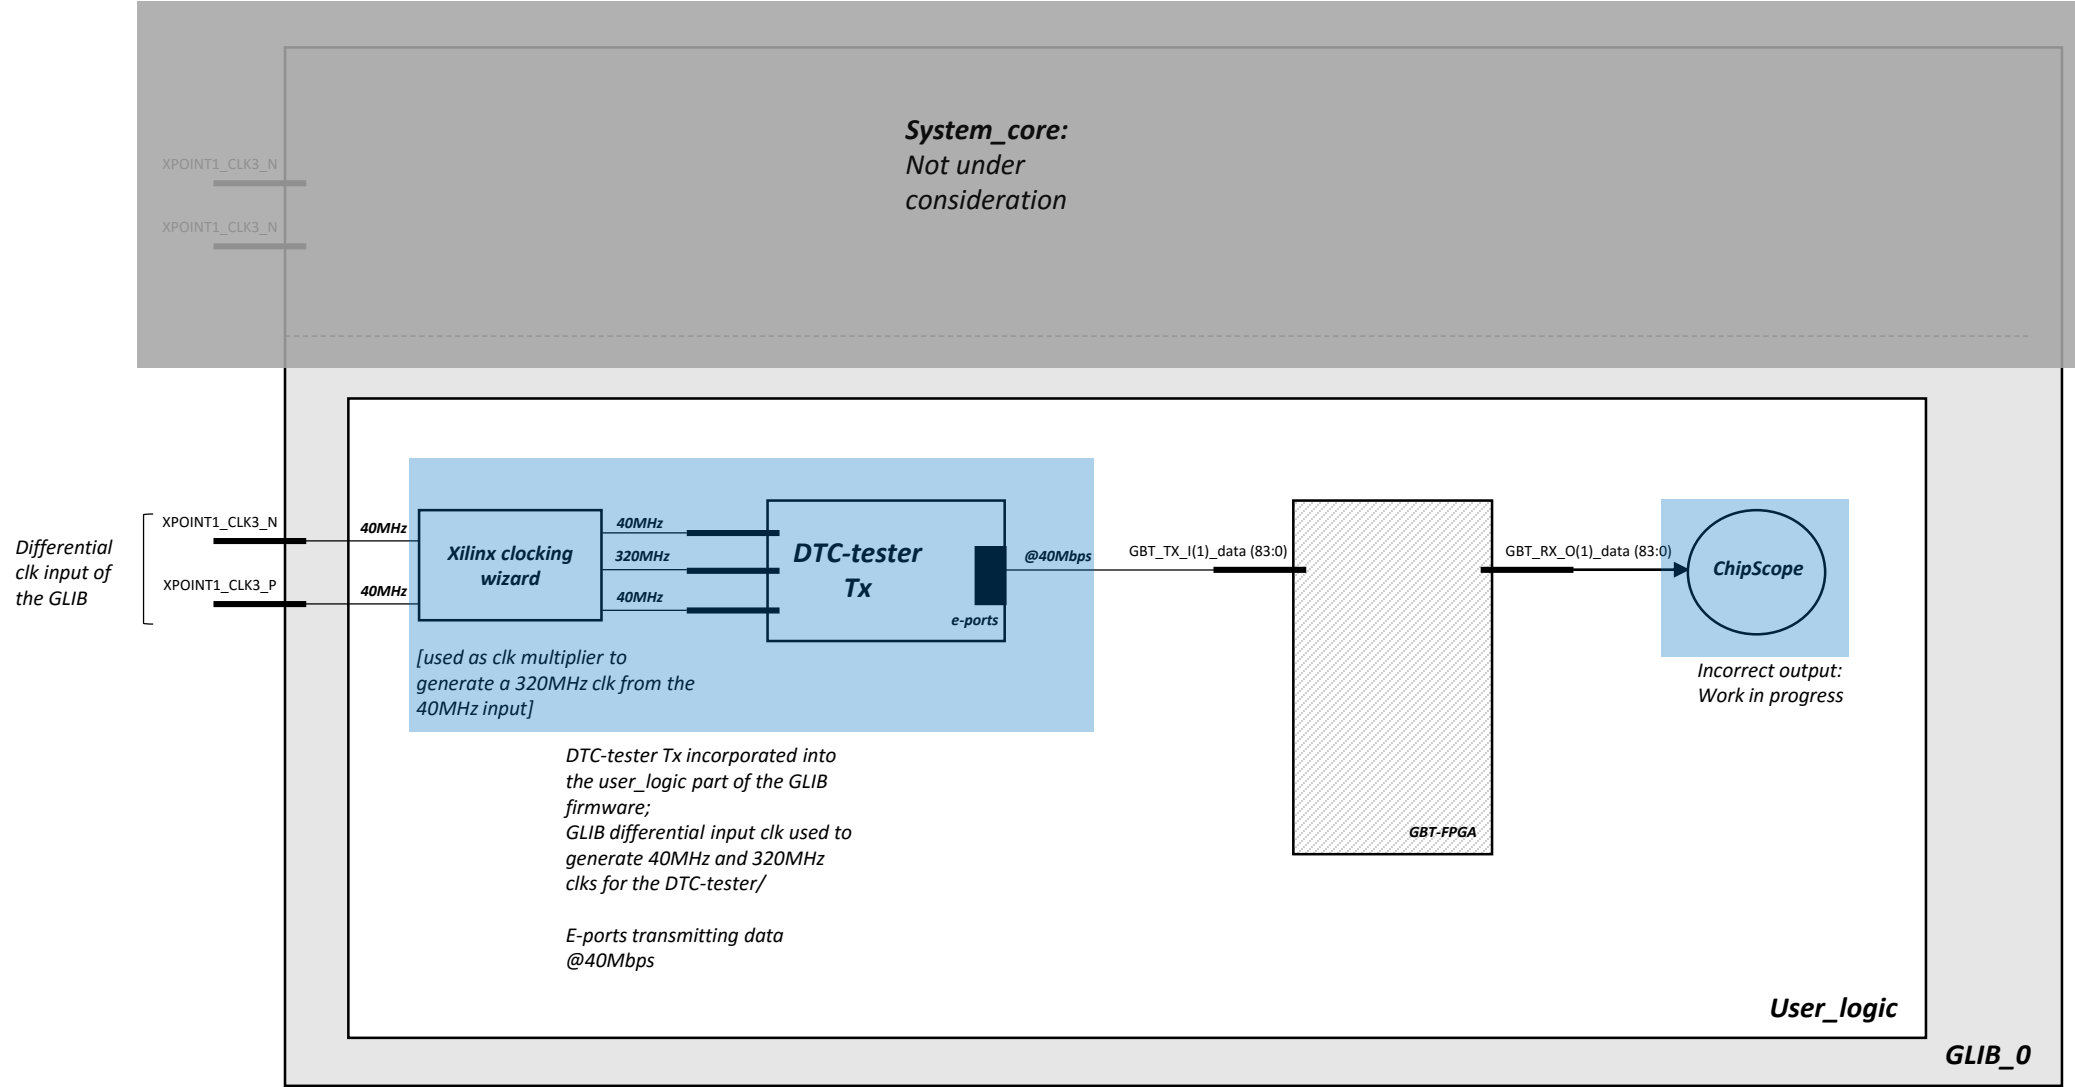 System_core:
Not under
consideration
XPOINT1_CLK3_N
XPOINT1_CLK3_N
Differential
clk input of
the GLIB
XPOINT1_CLK3_N
XPOINT1_CLK3_P
40MHz
40MHz
Xilinx clocking
wizard
40MHz
320MHz
40MHz
DTC-tester
Tx
e-ports
@40Mbps
GBT_TX_I(1)_data (83:0)
GBT-FPGA
GBT_RX_O(1)_data (83:0)
ChipScope
Incorrect output:
Work in progress
[used as clk multiplier to
generate a 320MHz clk from the
40MHz input]
DTC-tester Tx incorporated into
the user_logic part of the GLIB
firmware;
GLIB differential input clk used to
generate 40MHz and 320MHz
clks for the DTC-tester/
E-ports transmitting data
@40Mbps
User_logic
GLIB_0